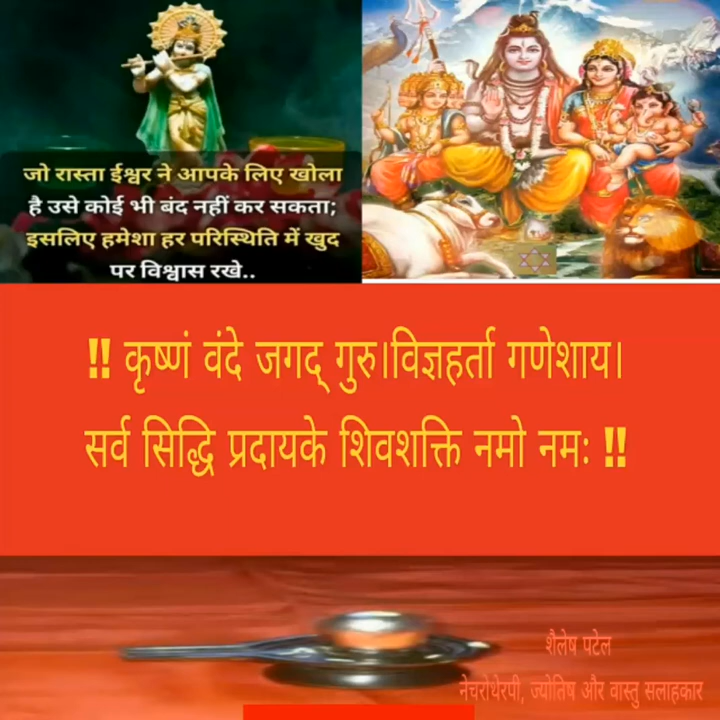 जो रास्ता ईश्वर ने आपके लिए खोला
है उसे कोई भी बंद नहीं कर सकता;
इसलिए हमेशा हर परिस्थिति में खुद
पर विश्वास रखे..
!! कृष्णं वंदे जगद् गुरु।विज्ञहर्ता गणेशाय।
सर्व सिद्धि प्रदायके शिवशक्ति नमो नमः !!
शैलेष पटेल
नेचरोथेरपी, ज्योतिष और वास्तु सलाहकार